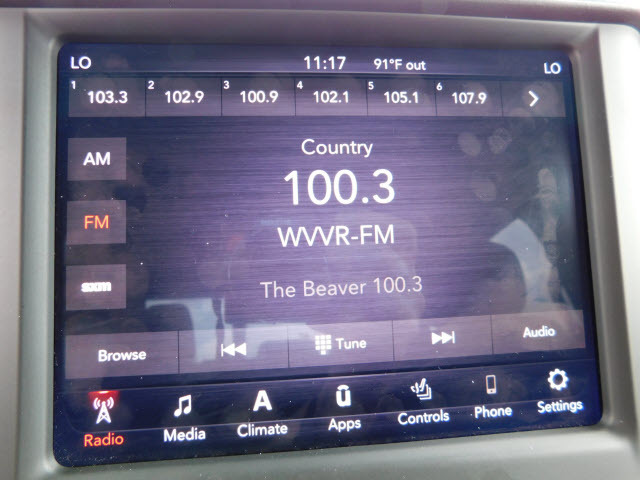 LO 11:17 91°F out LO
1 103.3 2 102.9 3 100.9 4 102.1 5 105.1 6 107.9
AM
FM
sxm
Country
100.3
WVVR-FM
The Beaver 100.3
Browse Tune Audio
Radio Media Climate Apps Controls Phone Settings